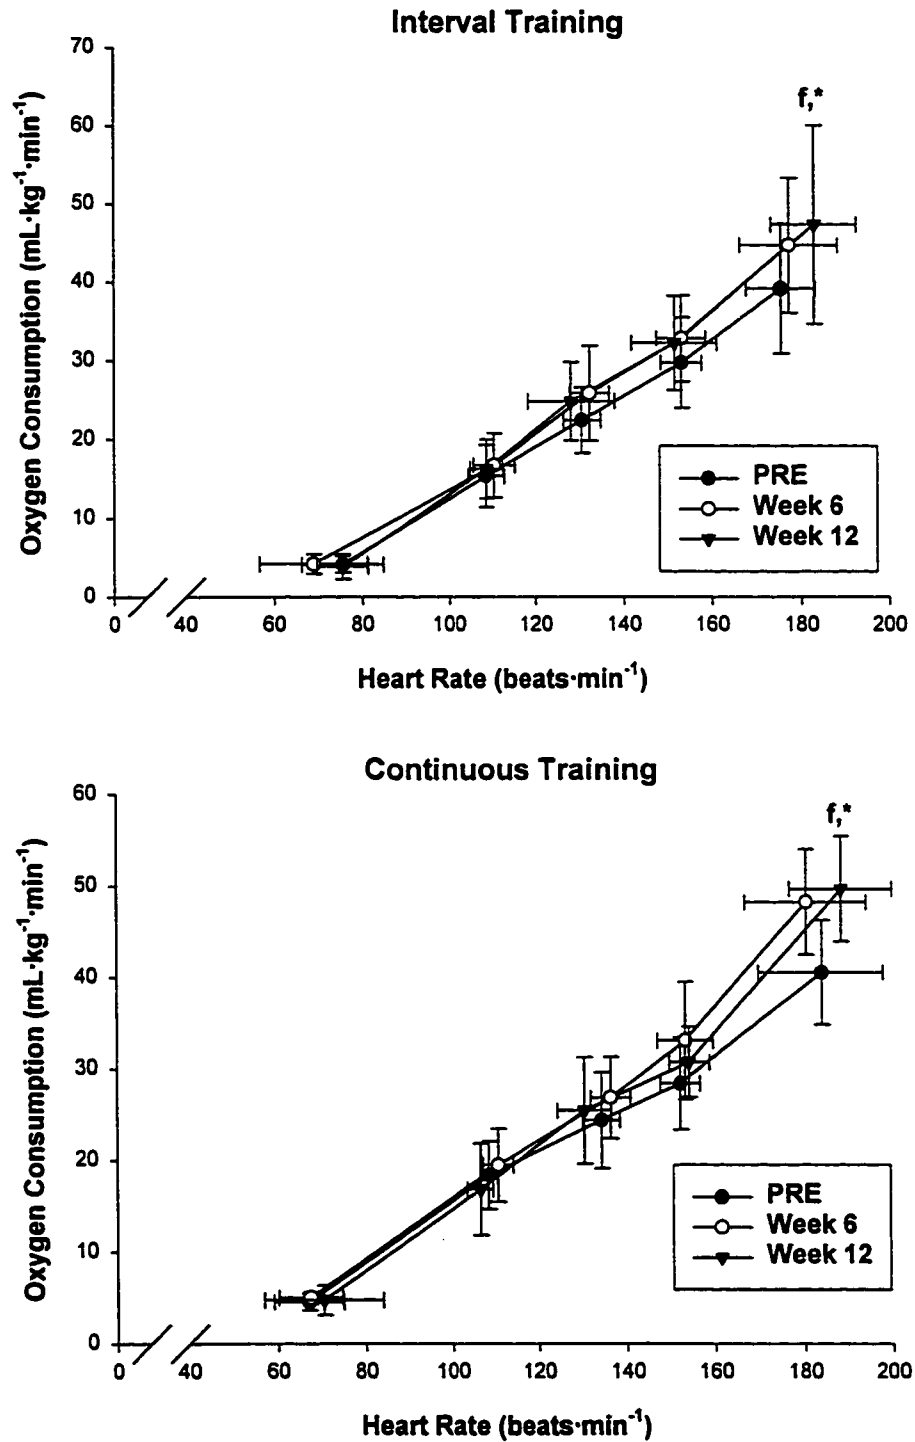 Interval Training
70
60
50
40
30
20
10
0
Oxygen Consumption (mL·kg⁻¹·min⁻¹)
f,*
PRE
Week 6
Week 12
0 40 60 80 100 120 140 160 180 200
Heart Rate (beats·min⁻¹)
Continuous Training
60
50
40
30
20
10
0
Oxygen Consumption (mL·kg⁻¹·min⁻¹)
f,*
PRE
Week 6
Week 12
0 40 60 80 100 120 140 160 180 200
Heart Rate (beats·min⁻¹)